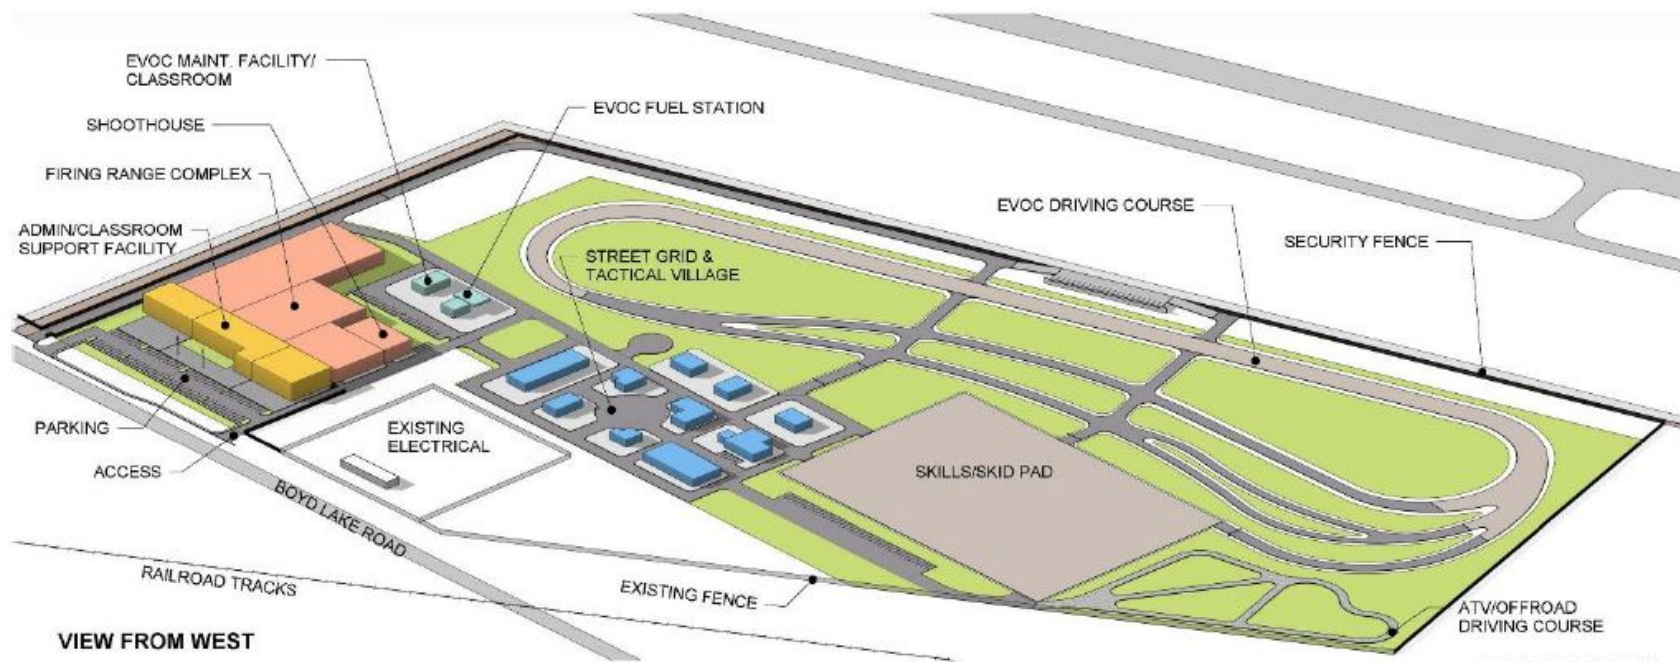 EVOC MAINT. FACILITY/
CLASSROOM
EVOC FUEL STATION
SHOOTHOUSE
FIRING RANGE COMPLEX
ADMIN/CLASSROOM
SUPPORT FACILITY
STREET GRID &
TACTICAL VILLAGE
EVOC DRIVING COURSE
SECURITY FENCE
PARKING
EXISTING
ELECTRICAL
ACCESS
SKILLS/SKID PAD
BOYD LAKE ROAD
RAILROAD TRACKS
EXISTING FENCE
ATV/OFFROAD
DRIVING COURSE
VIEW FROM WEST